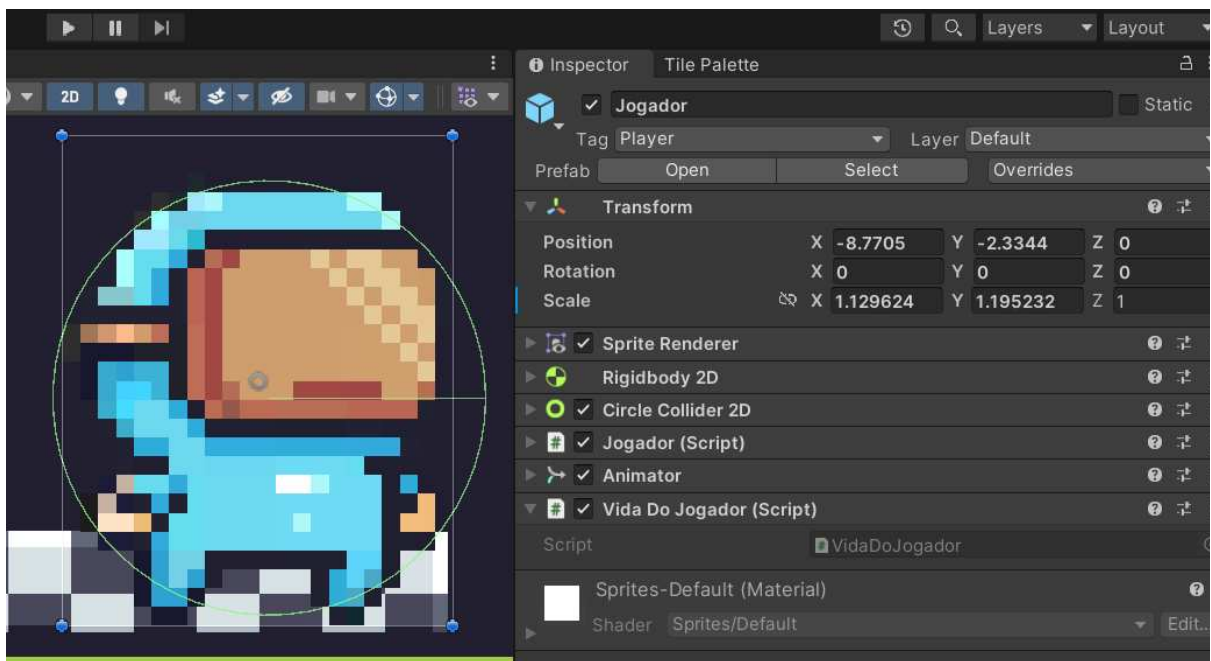 Layers Layout
Inspector Tile Palette
2D
Jogador Static
Tag Player Layer Default
Prefab Open Select Overrides
Transform
Position X -8.7705 Y -2.3344 Z 0
Rotation X 0 Y 0 Z 0
Scale X 1.129624 Y 1.195232 Z 1
Sprite Renderer
Rigidbody 2D
Circle Collider 2D
Jogador (Script)
Animator
Vida Do Jogador (Script)
Script VidaDoJogador
Sprites-Default (Material)
Shader Sprites/Default Edit...